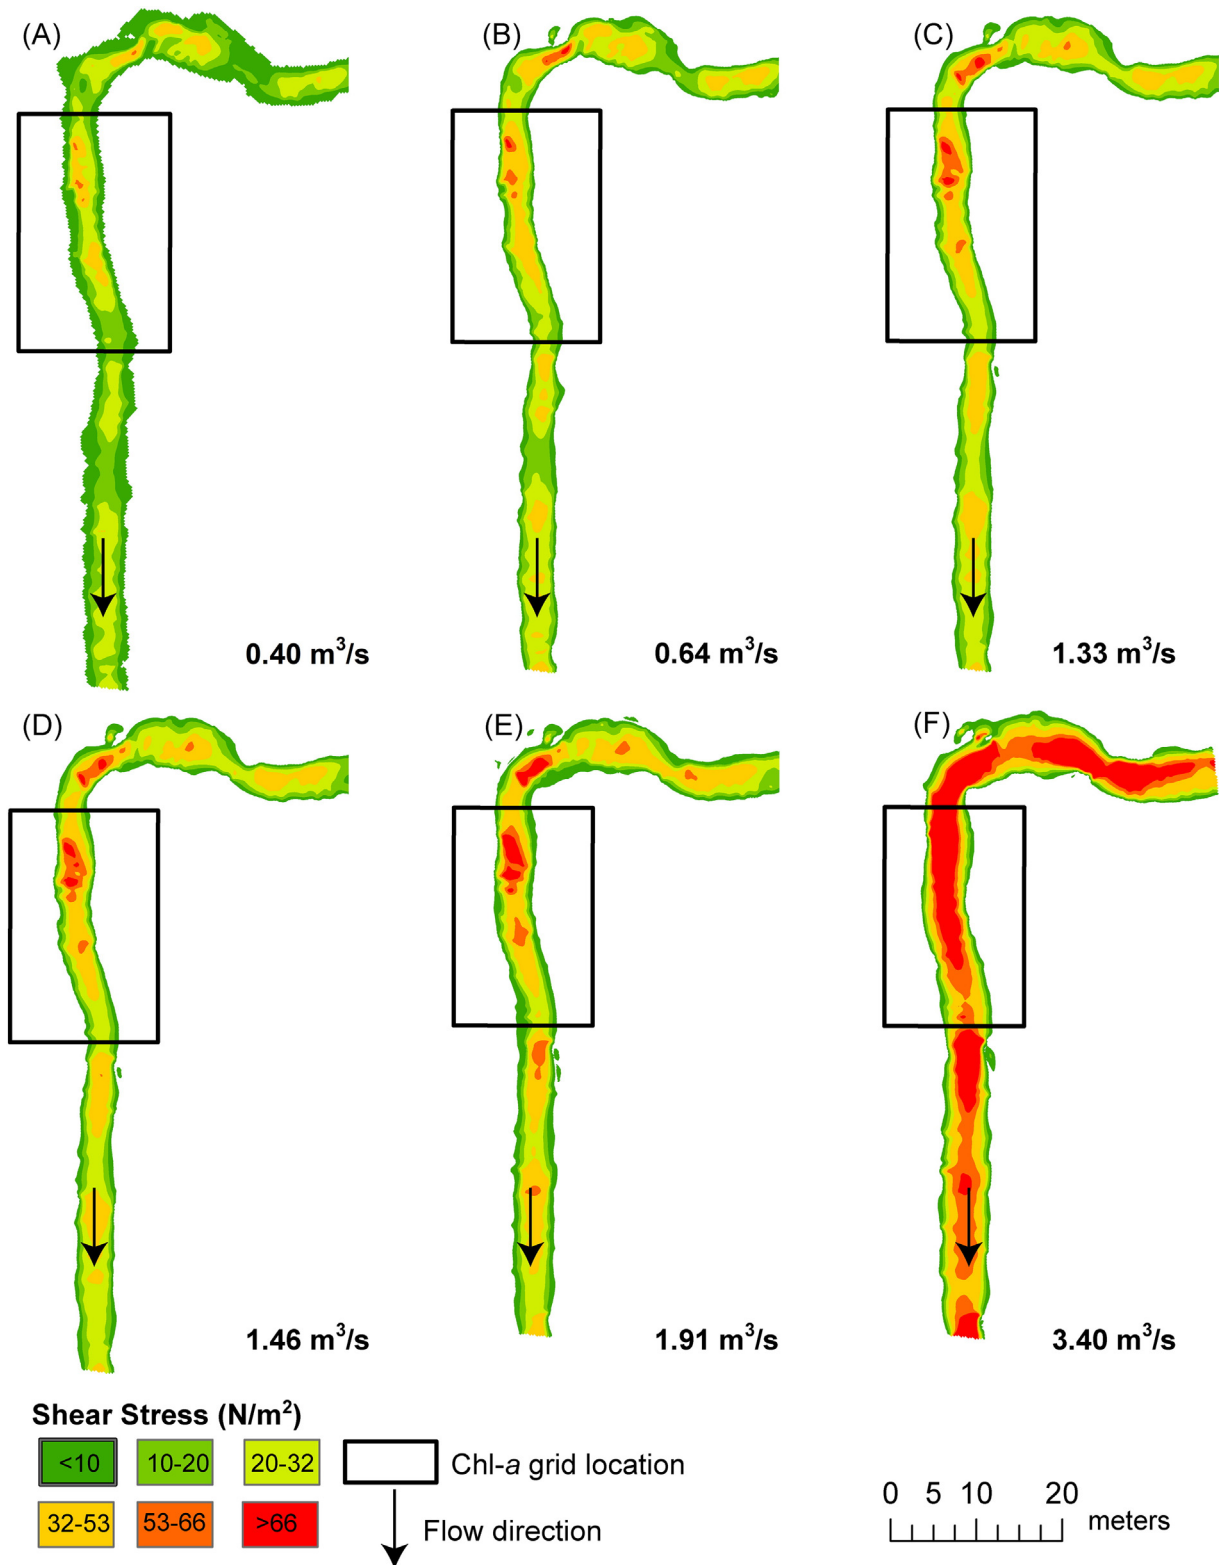 (A)
(B)
(C)
0.40 m³/s
0.64 m³/s
1.33 m³/s
(D)
(E)
(F)
1.46 m³/s
1.91 m³/s
3.40 m³/s
Shear Stress (N/m²)
<10 10-20 20-32
32-53 53-66 >66
Chl-a grid location
Flow direction
0 5 10 20
meters